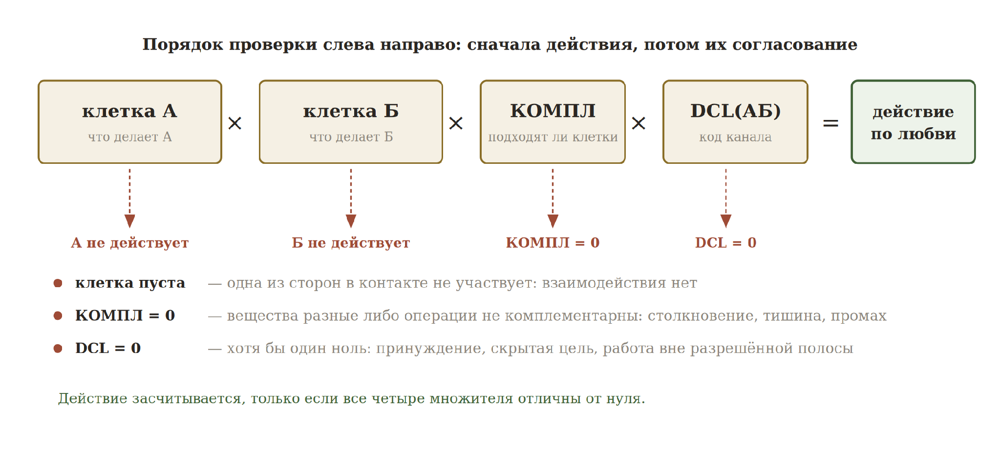 Порядок проверки слева направо: сначала действия, потом их согласование
клетка А
что делает А
×
клетка Б
что делает Б
×
КОМПЛ
подходят ли клетки
×
DCL(АБ)
код канала
=
действие
по любви
А не действует
Б не действует
КОМПЛ = 0
DCL = 0
клетка пуста — одна из сторон в контакте не участвует: взаимодействия нет
КОМПЛ = 0 — вещества разные либо операции не комплементарны: столкновение, тишина, промах
DCL = 0 — хотя бы один ноль: принуждение, скрытая цель, работа вне разрешённой полосы
Действие засчитывается, только если все четыре множителя отличны от нуля.